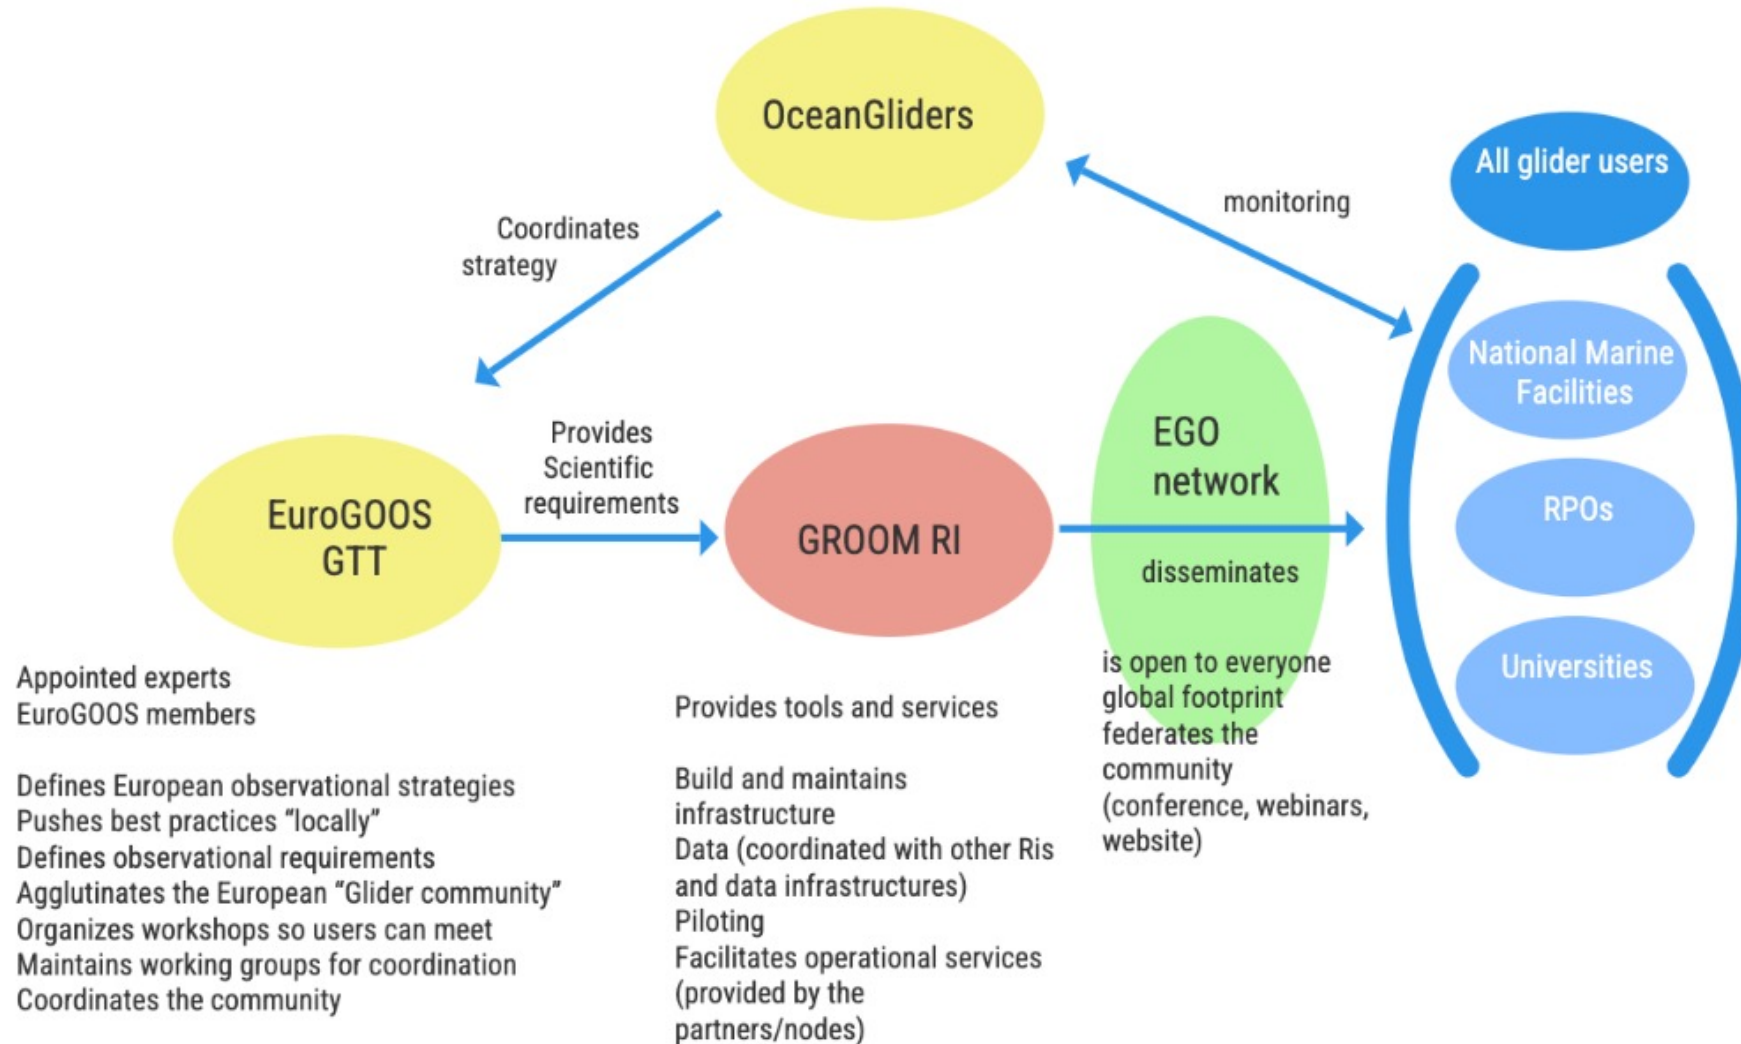 OceanGliders
All glider users
monitoring
Coordinates
strategy
National Marine
Facilities
Provides
Scientific
requirements
EGO
network
EuroGOOS
GTT
GROOM RI
RPOs
disseminates
Universities
Appointed experts
EuroGOOS members
Defines European observational strategies
Pushes best practices “locally”
Defines observational requirements
Agglutinates the European “Glider community”
Organizes workshops so users can meet
Maintains working groups for coordination
Coordinates the community
Provides tools and services
Build and maintains
infrastructure
Data (coordinated with other Ris
and data infrastructures)
Piloting
Facilitates operational services
(provided by the
partners/nodes)
is open to everyone
global footprint
federates the
community
(conference, webinars,
website)